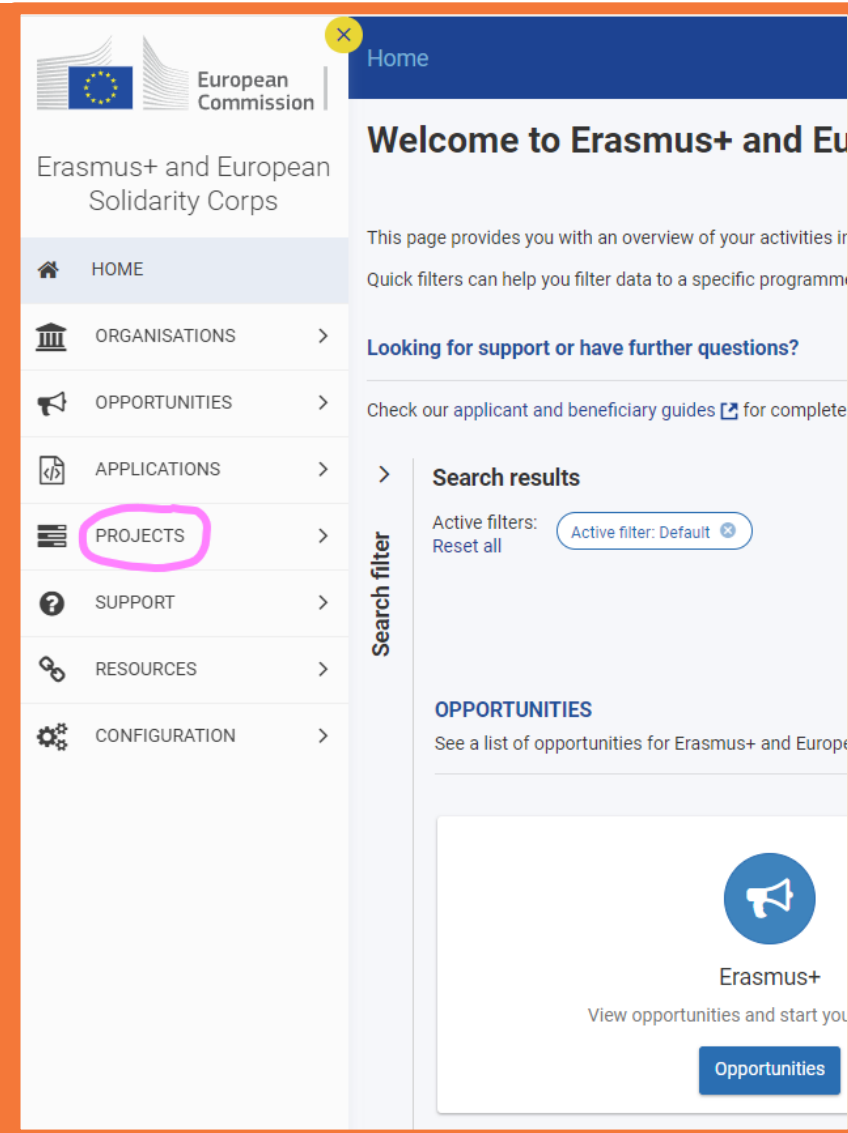 European
Commission
Erasmus+ and European
Solidarity Corps
HOME
ORGANISATIONS
OPPORTUNITIES
APPLICATIONS
PROJECTS
SUPPORT
RESOURCES
CONFIGURATION
Home
Welcome to Erasmus+ and Eu
This page provides you with an overview of your activities in
Quick filters can help you filter data to a specific programme
Looking for support or have further questions?
Check our applicant and beneficiary guides for complete
Search filter
Search results
Active filters:
Reset all
Active filter: Default
OPPORTUNITIES
See a list of opportunities for Erasmus+ and Europe
Erasmus+
View opportunities and start you
Opportunities